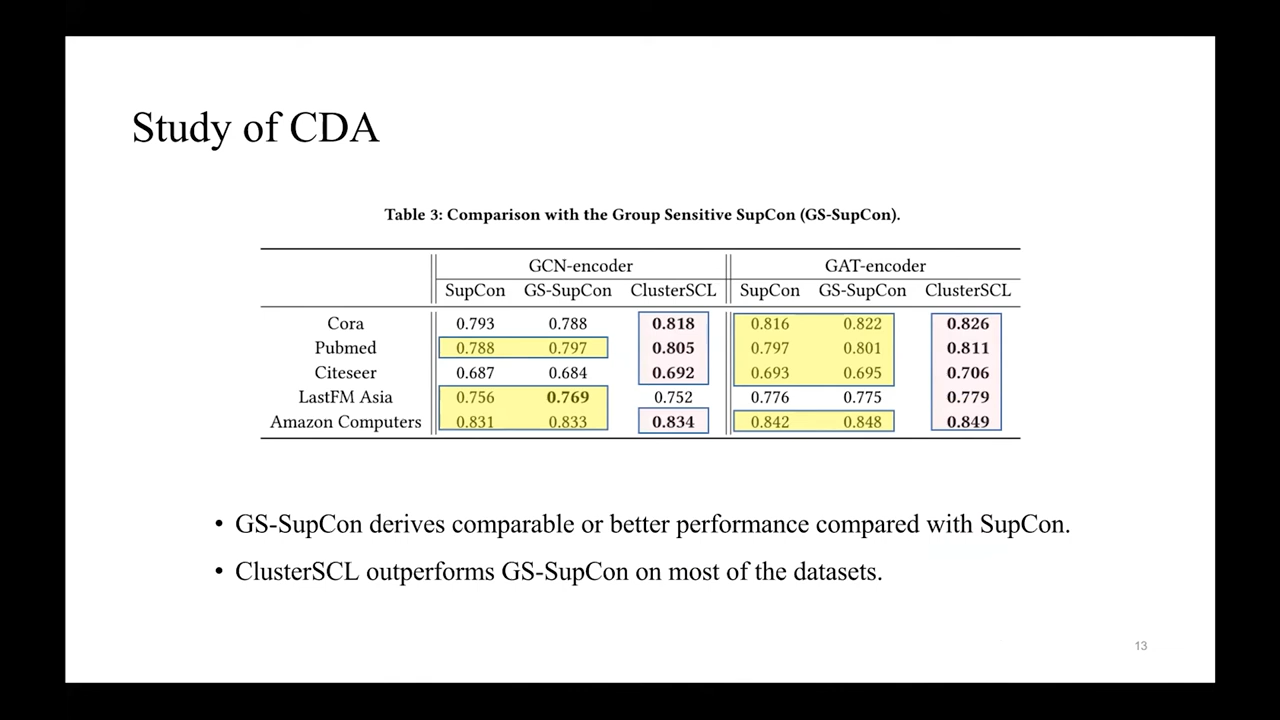 Study of CDA
Table 3: Comparison with the Group Sensitive SupCon (GS-SupCon).
GCN-encoder GAT-encoder
SupCon GS-SupCon ClusterSCL SupCon GS-SupCon ClusterSCL
Cora 0.793 0.788 0.818 0.816 0.822 0.826
Pubmed 0.788 0.797 0.805 0.797 0.801 0.811
Citeseer 0.687 0.684 0.692 0.693 0.695 0.706
LastFM Asia 0.756 0.769 0.752 0.776 0.775 0.779
Amazon Computers 0.831 0.833 0.834 0.842 0.848 0.849
• GS-SupCon derives comparable or better performance compared with SupCon.
• ClusterSCL outperforms GS-SupCon on most of the datasets.
13